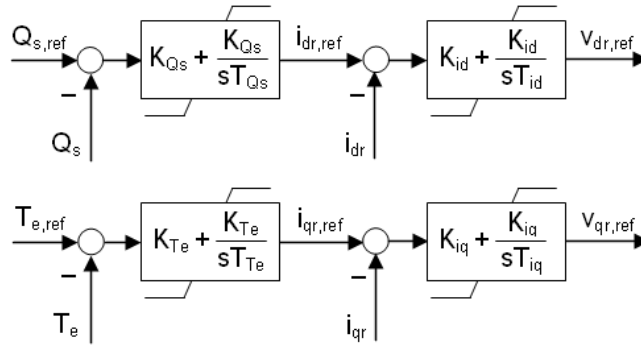 Q_s,ref
K_Qs + K_Qs / sT_Qs
i_dr,ref
K_id + K_id / sT_id
v_dr,ref
−
−
Q_s
i_dr
T_e,ref
K_Te + K_Te / sT_Te
i_qr,ref
K_iq + K_iq / sT_iq
v_qr,ref
−
−
T_e
i_qr